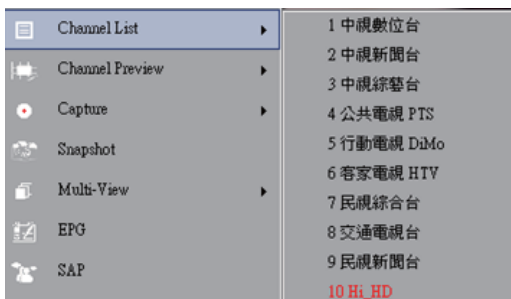 Channel List
Channel Preview
Capture
Snapshot
Multi-View
EPG
SAP
1 中視數位台
2 中視新聞台
3 中視綜藝台
4 公共電視 PTS
5 行動電視 DiMo
6 客家電視 HTV
7 民視綜合台
8 交通電視台
9 民視新聞台
10 Hi_HD